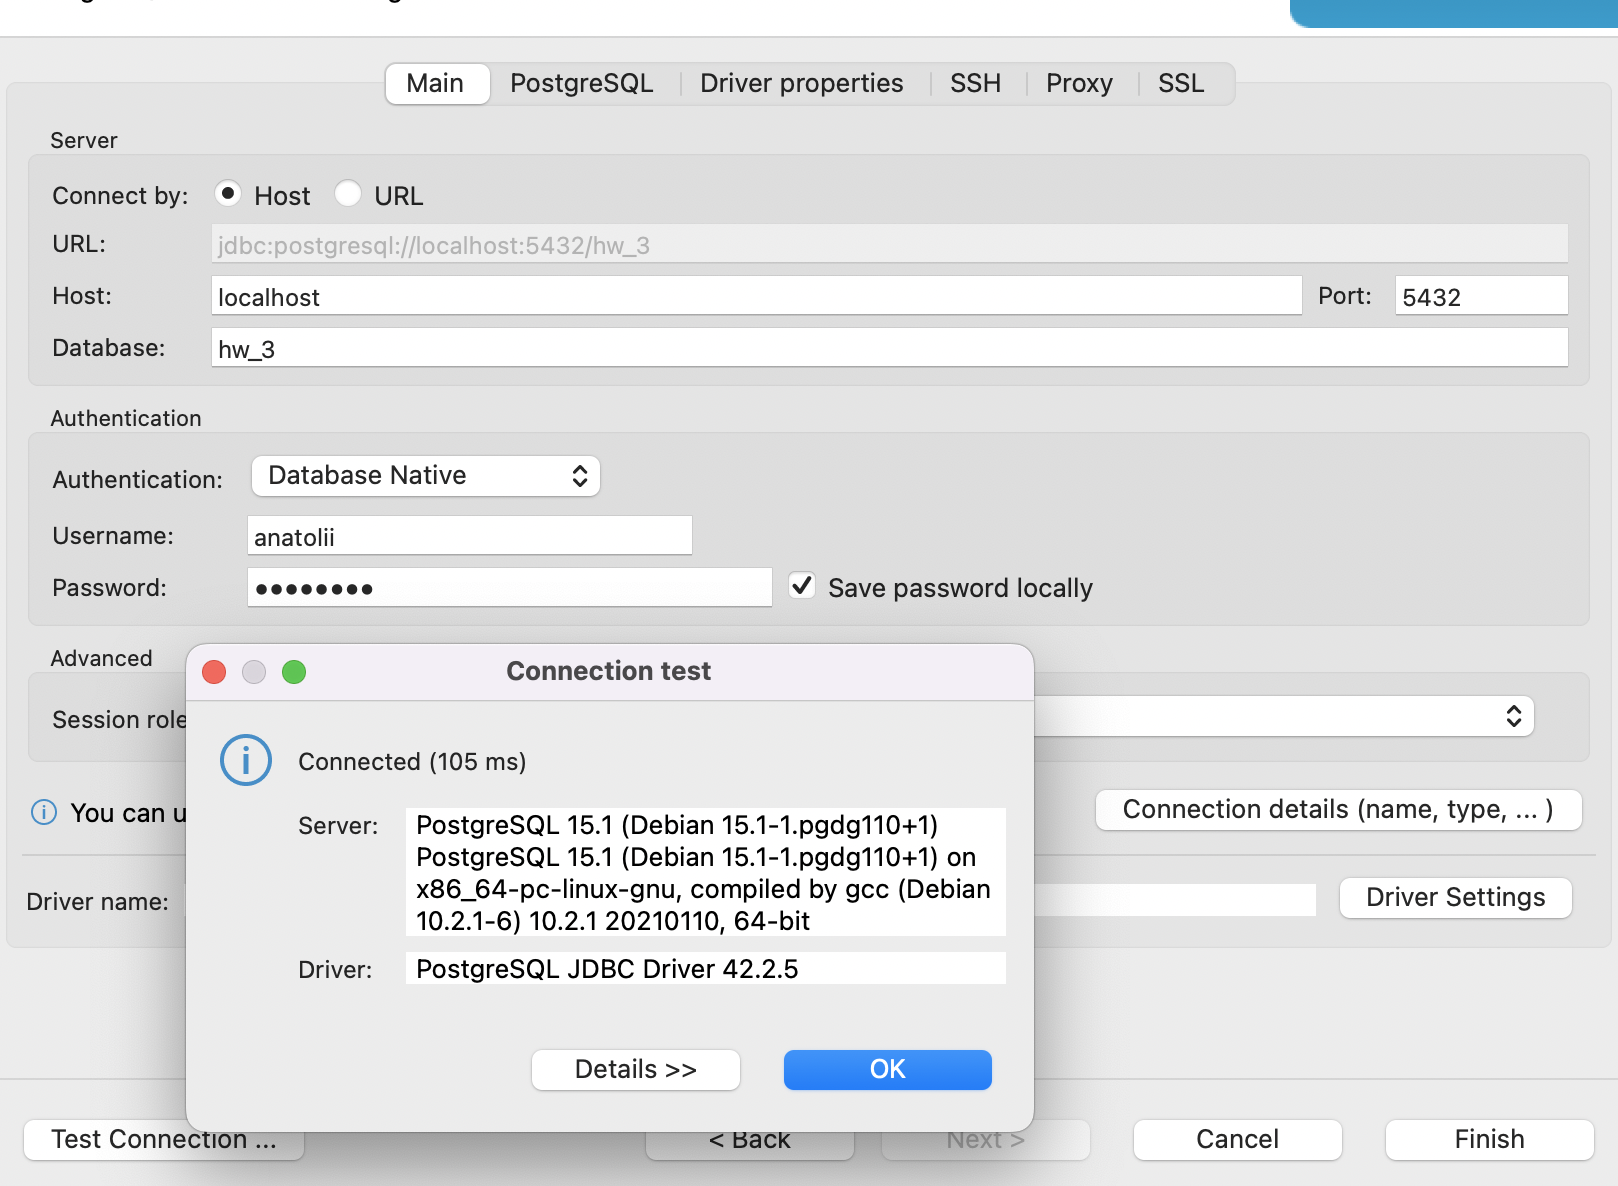 Main PostgreSQL Driver properties SSH Proxy SSL
Server
Connect by: Host URL
URL: jdbc:postgresql://localhost:5432/hw_3
Host: localhost Port: 5432
Database: hw_3
Authentication
Authentication: Database Native
Username: anatolii
Password: ●●●●●●●● Save password locally
Advanced
Session role
Connection test
Connected (105 ms)
You can u
Connection details (name, type, ... )
Server: PostgreSQL 15.1 (Debian 15.1-1.pgdg110+1)
PostgreSQL 15.1 (Debian 15.1-1.pgdg110+1) on
x86_64-pc-linux-gnu, compiled by gcc (Debian
10.2.1-6) 10.2.1 20210110, 64-bit
Driver name: Driver Settings
Driver: PostgreSQL JDBC Driver 42.2.5
Details >> OK
Test Connection ... < Back Next > Cancel Finish